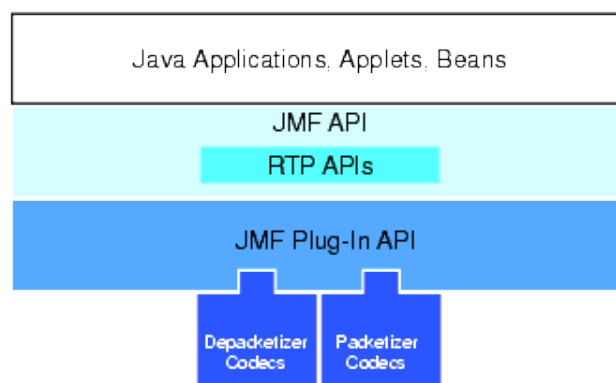 Java Applications, Applets, Beans
JMF API
RTP APIs
JMF Plug-In API
Depacketizer
Codecs
Packetizer
Codecs